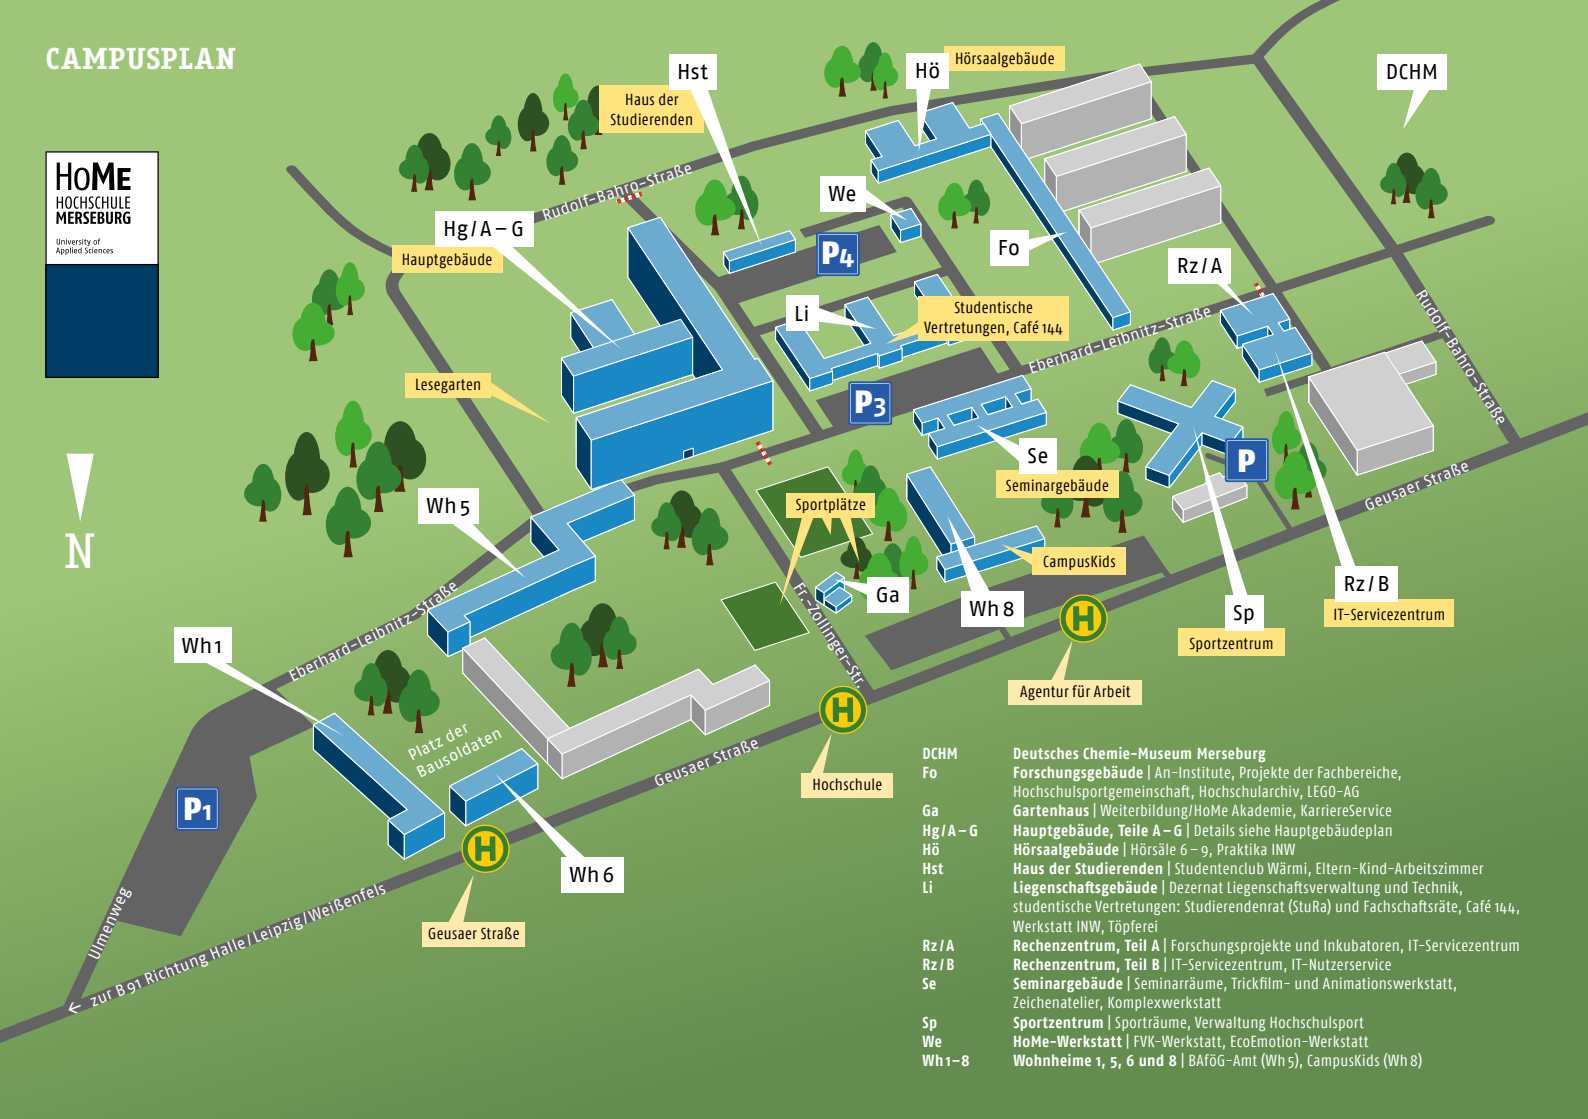 CAMPUSPLAN
HOME
HOCHSCHULE
MERSEBURG
University of
Applied Sciences
N
Hst
Haus der
Studierenden
Hö
Hörsaalgebäude
DCHM
Rudolf-Bahro-Straße
We
Hg/A–G
Hauptgebäude
P4
Fo
Rz/A
Li
Studentische
Vertretungen, Café 144
Eberhard-Leibnitz-Straße
Rudolf-Bahro-Straße
Lesegarten
P3
Se
Seminargebäude
P
Geusaer Straße
Wh 5
Sportplätze
CampusKids
Ga
Wh 8
H
Agentur für Arbeit
Sp
Sportzentrum
Rz/B
IT-Servicezentrum
Fr.-Zollinger-Str.
Eberhard-Leibnitz-Straße
Wh 1
Platz der
Bausoldaten
Geusaer Straße
H
Hochschule
P1
H
Wh 6
Geusaer Straße
Ulmenweg
← zur B 91 Richtung Halle/Leipzig/Weißenfels
DCHM Deutsches Chemie-Museum Merseburg
Fo Forschungsgebäude | An-Institute, Projekte der Fachbereiche,
Hochschulsportgemeinschaft, Hochschularchiv, LEGO-AG
Ga Gartenhaus | Weiterbildung/HoMe Akademie, KarriereService
Hg/A–G Hauptgebäude, Teile A–G | Details siehe Hauptgebäudeplan
Hö Hörsaalgebäude | Hörsäle 6–9, Praktika INW
Hst Haus der Studierenden | Studentenclub Wärmi, Eltern-Kind-Arbeitszimmer
Li Liegenschaftsgebäude | Dezernat Liegenschaftsverwaltung und Technik,
studentische Vertretungen: Studierendenrat (StuRa) und Fachschaftsräte, Café 144,
Werkstatt INW, Töpferei
Rz/A Rechenzentrum, Teil A | Forschungsprojekte und Inkubatoren, IT-Servicezentrum
Rz/B Rechenzentrum, Teil B | IT-Servicezentrum, IT-Nutzerservice
Se Seminargebäude | Seminarräume, Trickfilm- und Animationswerkstatt,
Zeichenatelier, Komplexwerkstatt
Sp Sportzentrum | Sporträume, Verwaltung Hochschulsport
We HoMe-Werkstatt | FVK-Werkstatt, EcoEmotion-Werkstatt
Wh1–8 Wohnheime 1, 5, 6 und 8 | BAföG-Amt (Wh 5), CampusKids (Wh 8)